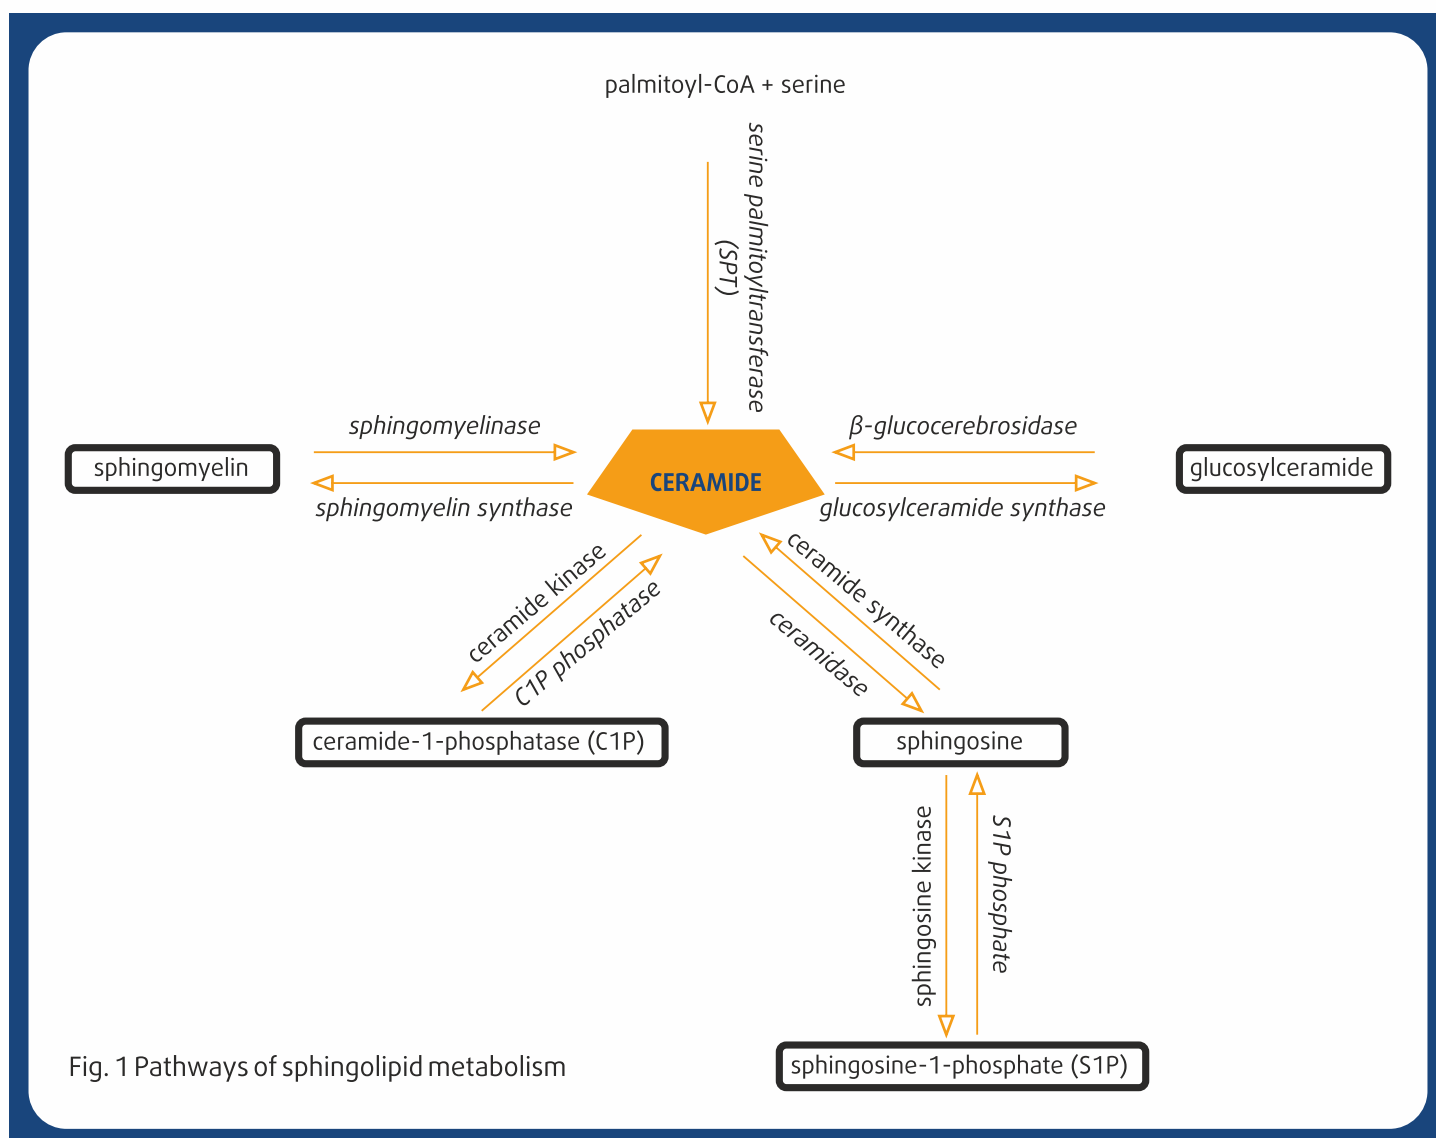 palmitoyl-CoA + serine
serine palmitoyltransferase
(SPT)
sphingomyelinase
β-glucocerebrosidase
sphingomyelin
CERAMIDE
glucosylceramide
sphingomyelin synthase
glucosylceramide synthase
ceramide kinase
C1P phosphatase
ceramide synthase
ceramidase
ceramide-1-phosphatase (C1P)
sphingosine
sphingosine kinase
S1P phosphate
sphingosine-1-phosphate (S1P)
Fig. 1 Pathways of sphingolipid metabolism